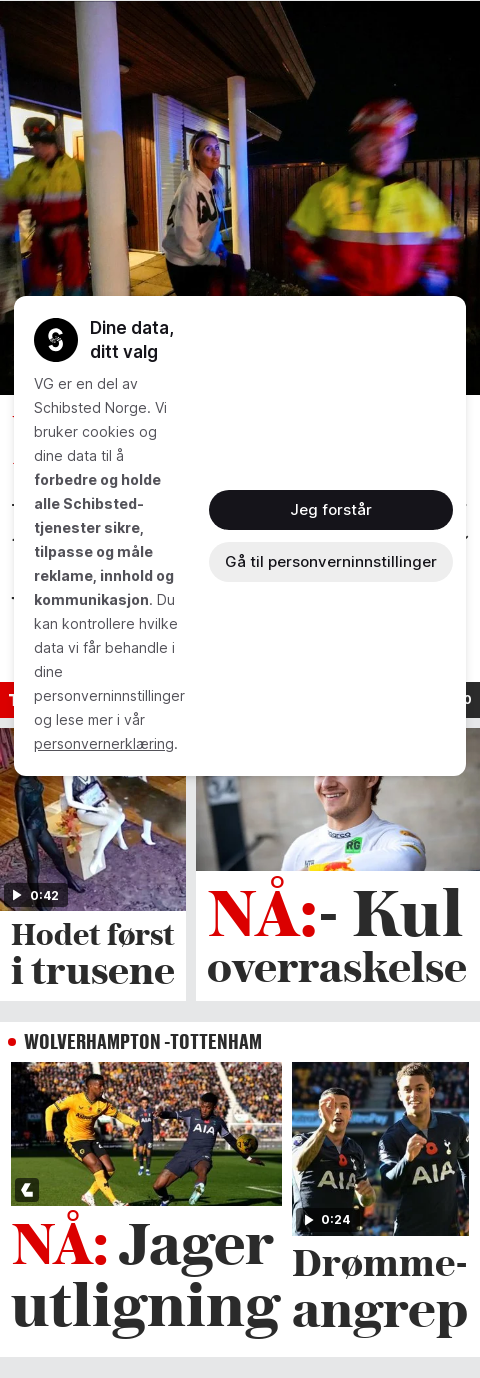 Dine data,
ditt valg
VG er en del av
Schibsted Norge. Vi
bruker cookies og
dine data til å
forbedre og holde
alle Schibsted-
tjenester sikre,
tilpasse og måle
reklame, innhold og
kommunikasjon. Du
kan kontrollere hvilke
data vi får behandle i
dine
personverninnstillinger
og lese mer i vår
personvernerklæring.
Jeg forstår
Gå til personverninnstillinger
0:42
Hodet først
i trusene
NÅ:- Kul
overraskelse
WOLVERHAMPTON -TOTTENHAM
AIA
NÅ: Jager
utligning
AIA
AIA
0:24
Drømme-
angrep